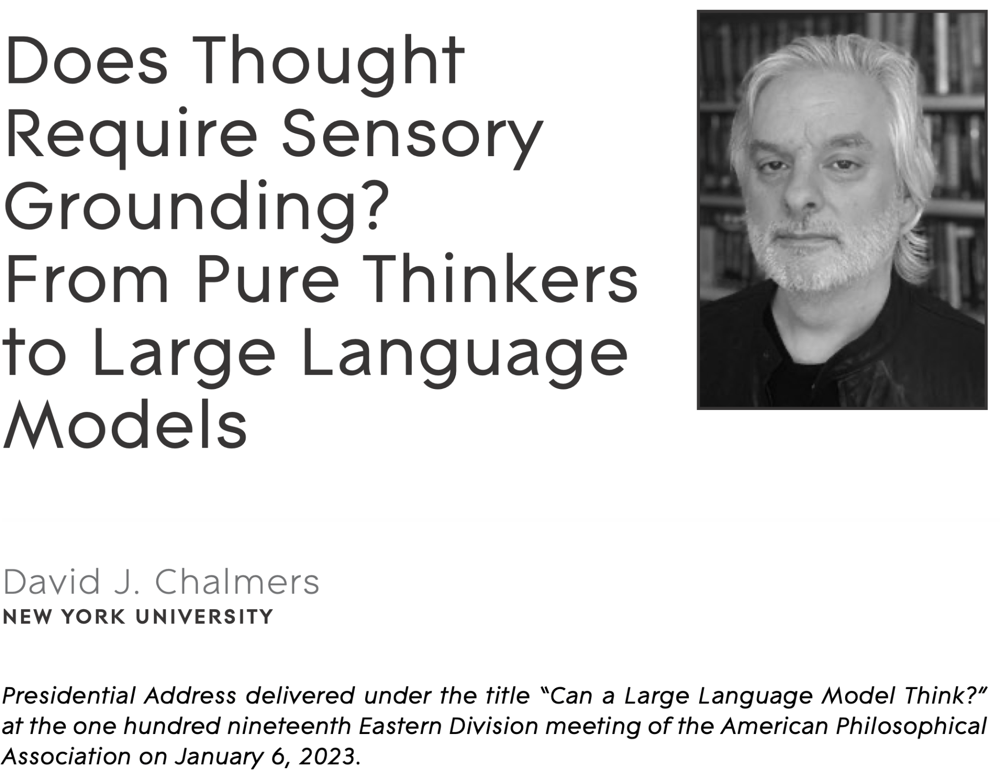 Does Thought
Require Sensory
Grounding?
From Pure Thinkers
to Large Language
Models
David J. Chalmers
NEW YORK UNIVERSITY
Presidential Address delivered under the title “Can a Large Language Model Think?”
at the one hundred nineteenth Eastern Division meeting of the American Philosophical
Association on January 6, 2023.